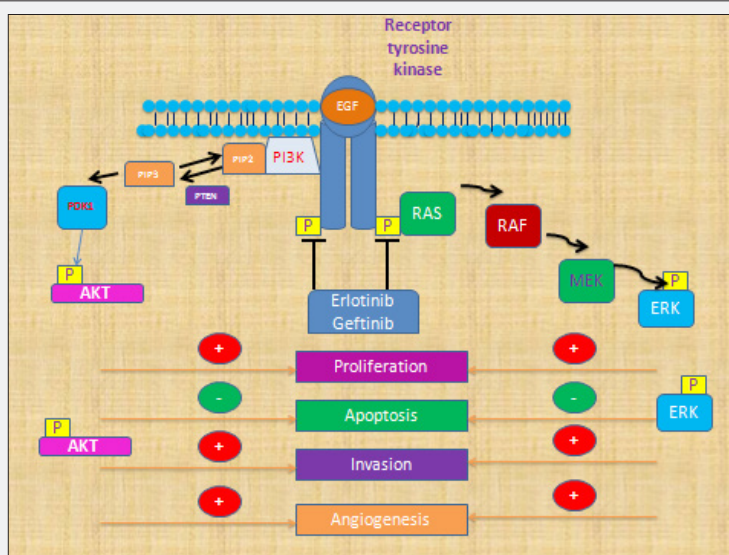 Receptor
tyrosine
kinase
EGF
PIP3
PIP2
PI3K
PTEN
PDK1
P
AKT
P
P
RAS
RAF
MEK
P
ERK
Erlotinib
Geftinib
+
Proliferation
+
-
Apoptosis
-
P
AKT
P
ERK
+
Invasion
+
+
Angiogenesis
+